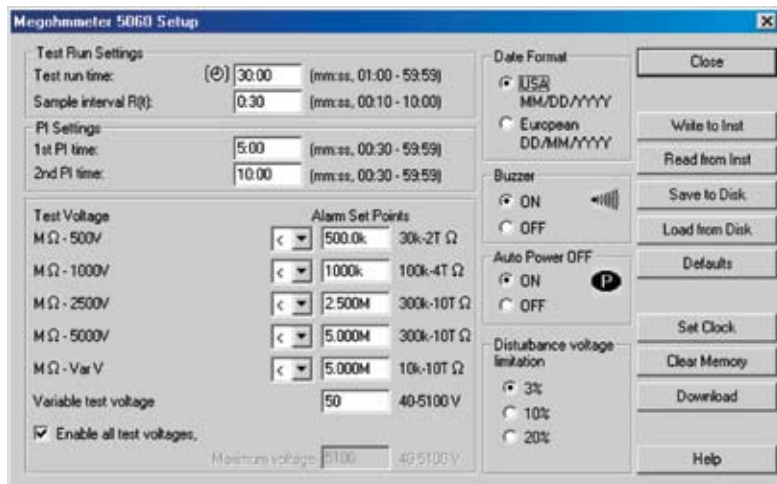 Megohmmeter 5060 Setup
Test Run Settings
Test run time: 30:00 (mm:ss, 01:00 - 59:59)
Sample interval R(t): 0:30 (mm:ss, 00:10 - 10:00)
PI Settings
1st PI time: 5:00 (mm:ss, 00:30 - 59:59)
2nd PI time: 10:00 (mm:ss, 00:30 - 59:59)
Test Voltage Alarm Set Points
MΩ - 500V < 500.0k 30k-2T Ω
MΩ - 1000V < 1000k 100k-4T Ω
MΩ - 2500V < 2.500M 300k-10T Ω
MΩ - 5000V < 5.000M 300k-10T Ω
MΩ - Var V < 5.000M 10k-10T Ω
Variable test voltage 50 40-5100 V
Enable all test voltages,
Maximum voltage 5100 40-5100 V
Date Format
USA
MM/DD/YYYY
European
DD/MM/YYYY
Buzzer
ON
OFF
Auto Power OFF
ON P
OFF
Disturbance voltage
limitation
3%
10%
20%
Close
Write to Inst
Read from Inst
Save to Disk
Load from Disk
Defaults
Set Clock
Clear Memory
Download
Help